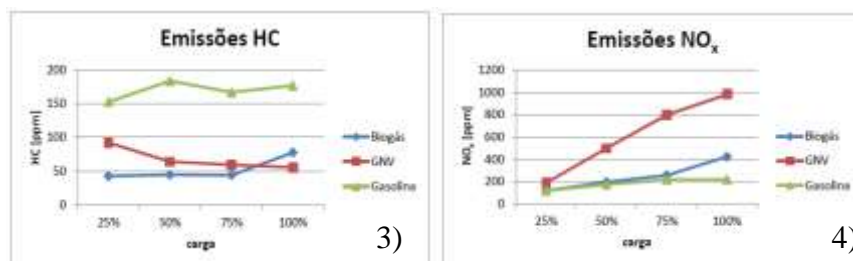 Emissões HC
200
150
100
50
0
HC [ppm]
25% 50% 75% 100%
carga
Biogás
GNV
Gasolina
3)
Emissões NOx
1200
1000
800
600
400
200
0
NOx [ppm]
25% 50% 75% 100%
carga
Biogás
GNV
Gasolina
4)